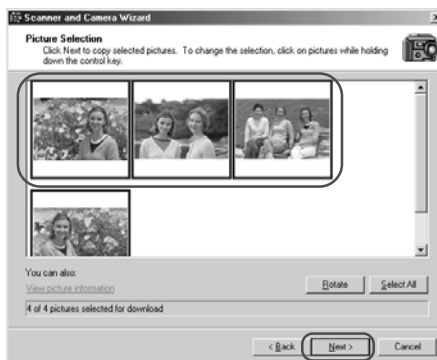 Scanner and Camera Wizard
Picture Selection
Click Next to copy selected pictures. To change the selection, click on pictures while holding
down the control key.
You can also:
View picture information
Rotate
Select All
4 of 4 pictures selected for download
< Back
Next >
Cancel